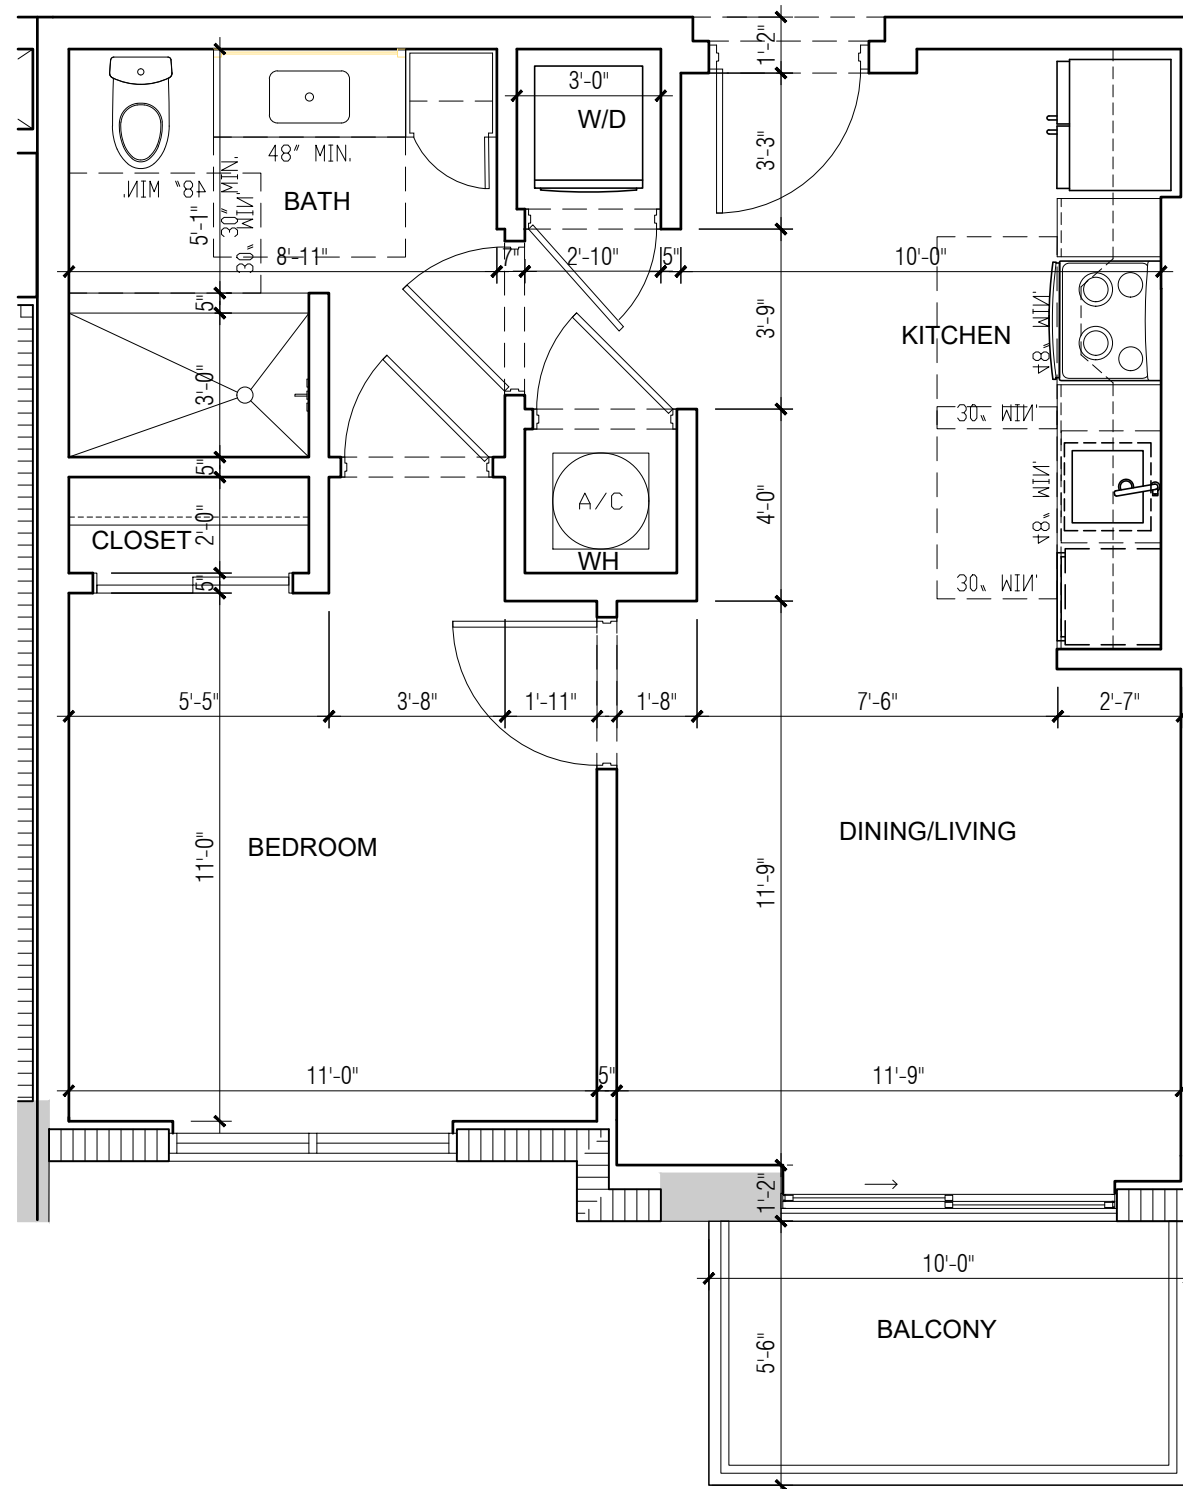 1'-2"
3'-0"
W/D
48" MIN.
48" MIN.
30" MIN.
30" MIN.
BATH
5'-1"
3'-3"
8'-11"
7"
2'-10"
5"
10'-0"
5"
3'-9"
KITCHEN
48" MIN.
3'-0"
30" MIN.
5"
A/C
4'-0"
48" MIN.
CLOSET
2'-0"
WH
5"
30" MIN.
5'-5"
3'-8"
1'-11"
1'-8"
7'-6"
2'-7"
11'-0"
BEDROOM
DINING/LIVING
11'-9"
11'-0"
5"
11'-9"
1'-2"
10'-0"
BALCONY
5'-6"